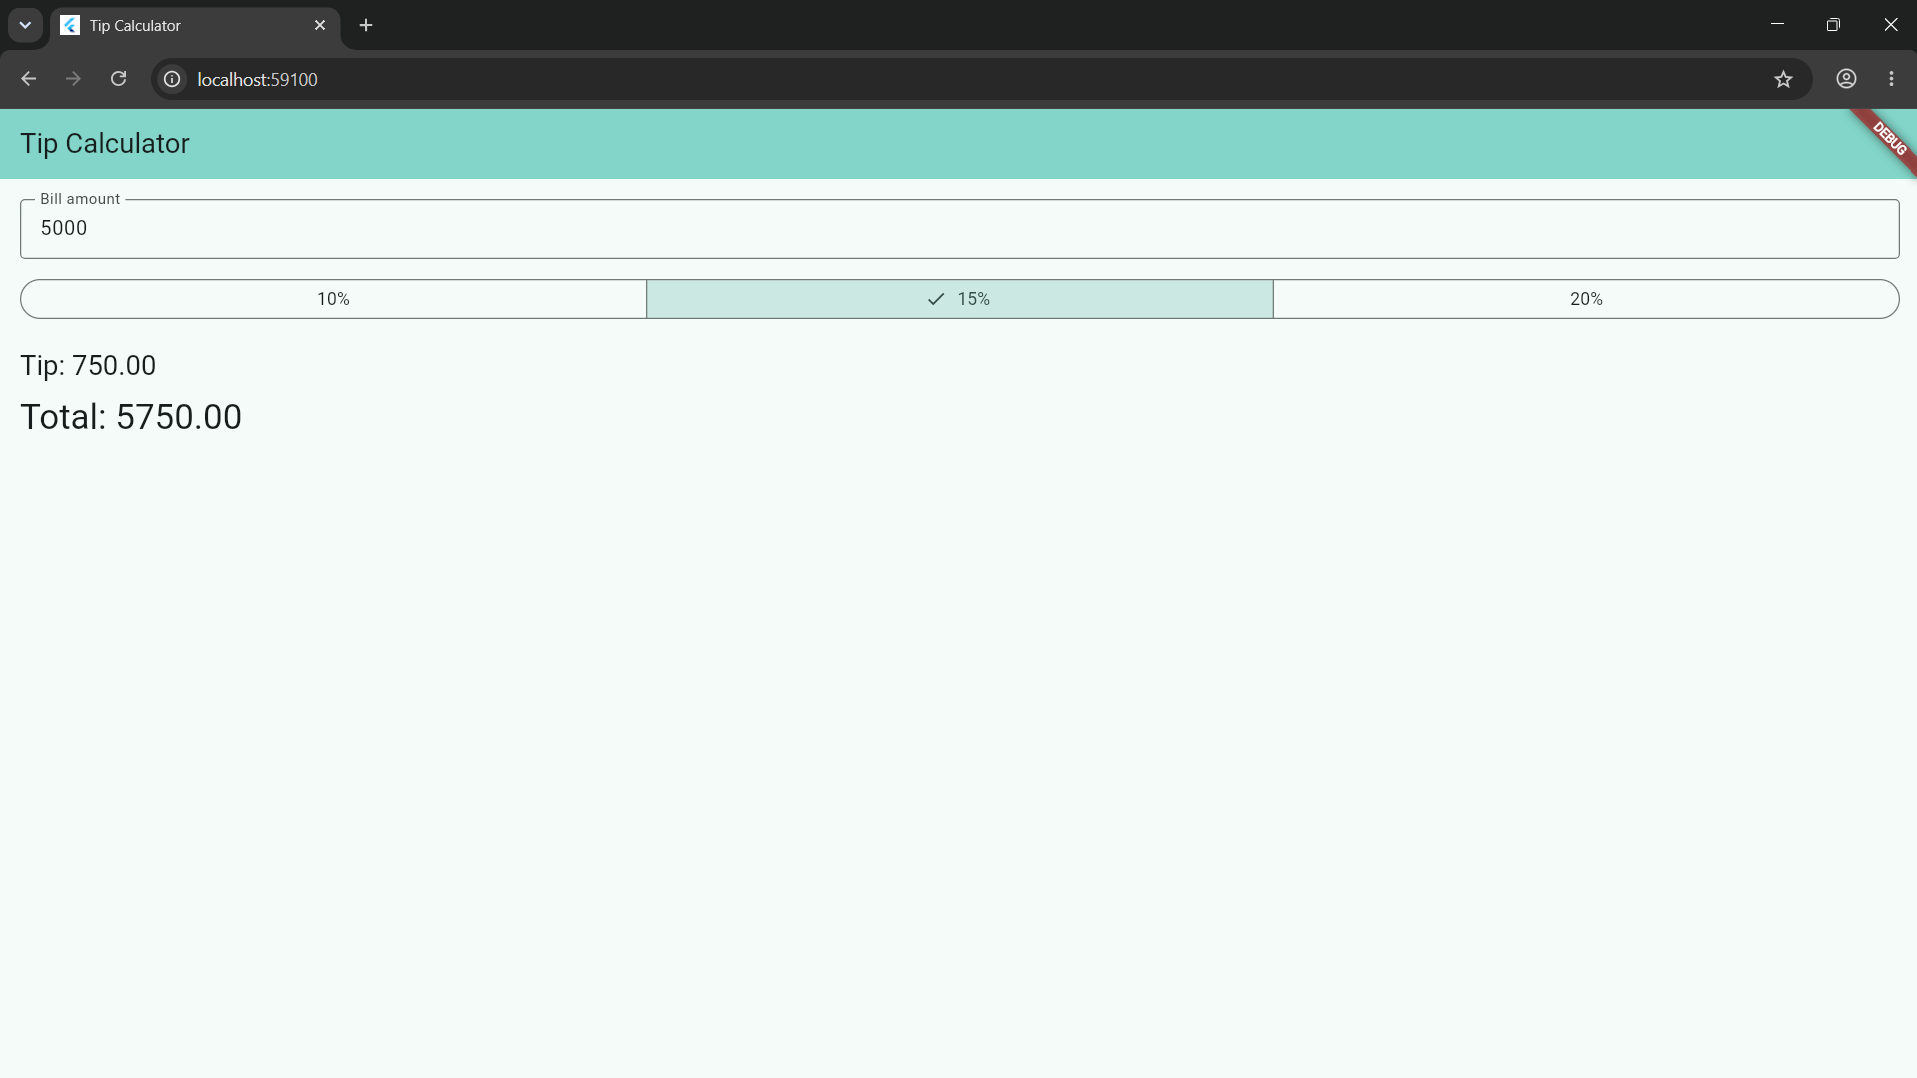 Tip Calculator
localhost:59100
Tip Calculator
DEBUG
Bill amount
5000
10%
15%
20%
Tip: 750.00
Total: 5750.00